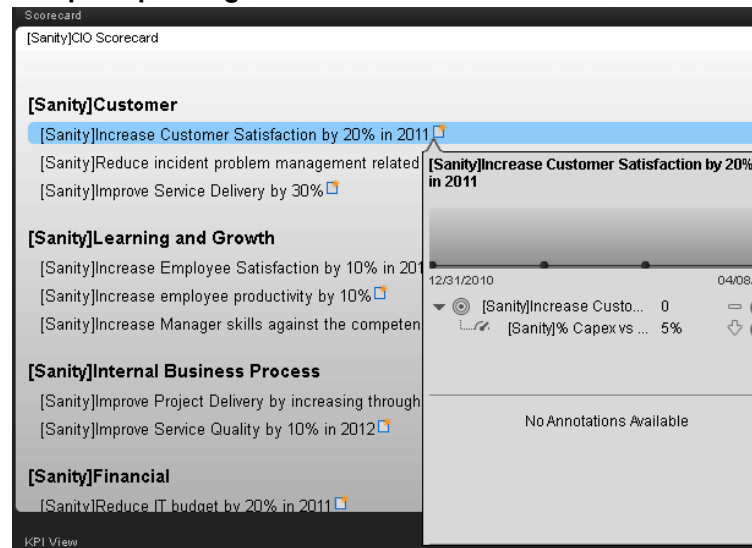 Scorecard
[Sanity]CIO Scorecard
[Sanity]Customer
[Sanity]Increase Customer Satisfaction by 20% in 2011
[Sanity]Reduce incident problem management related
[Sanity]Improve Service Delivery by 30%
[Sanity]Learning and Growth
[Sanity]Increase Employee Satisfaction by 10% in 201
[Sanity]Increase employee productivity by 10%
[Sanity]Increase Manager skills against the competen
[Sanity]Internal Business Process
[Sanity]Improve Project Delivery by increasing through
[Sanity]Improve Service Quality by 10% in 2012
[Sanity]Financial
[Sanity]Reduce IT budget by 20% in 2011
KPI View
[Sanity]Increase Customer Satisfaction by 20%
in 2011
12/31/2010 04/08
[Sanity]Increase Custo... 0
[Sanity]% Capex vs ... 5%
No Annotations Available